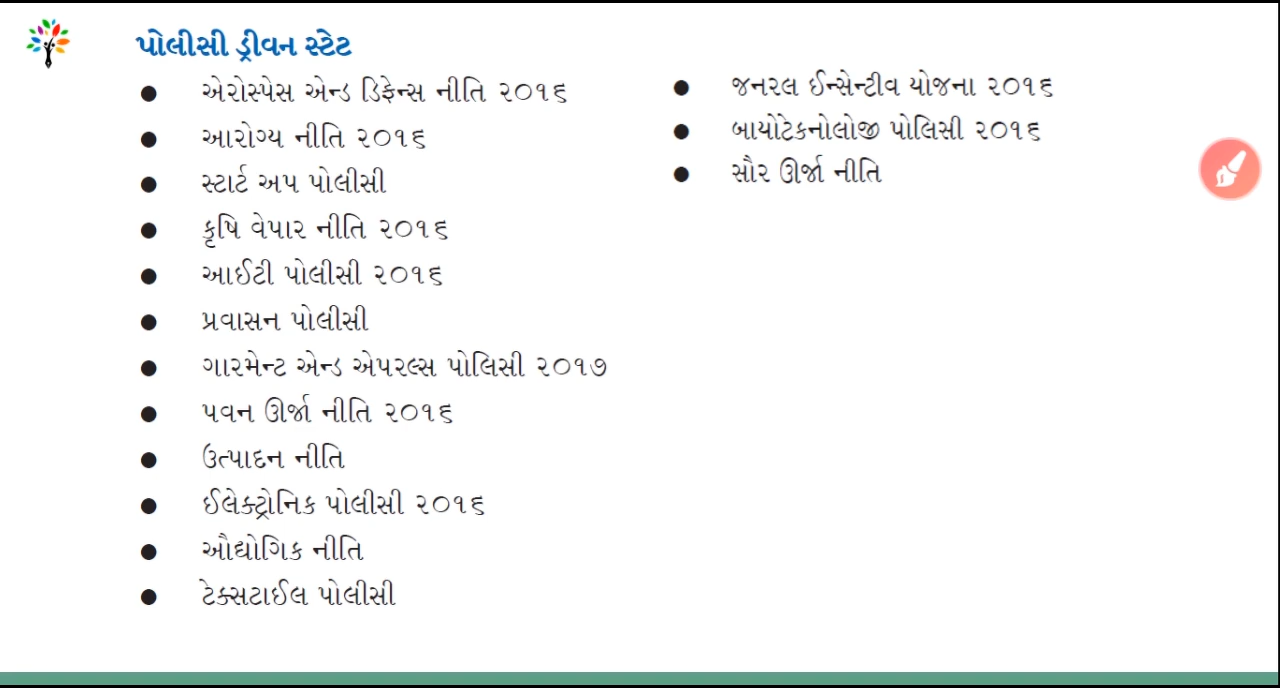 પોલીસી ડ્રીવન સ્ટેટ
● એરોસ્પેસ એન્ડ ડિફેન્સ નીતિ ૨૦૧૬
● આરોગ્ય નીતિ ૨૦૧૬
● સ્ટાર્ટ અપ પોલીસી
● કૃષિ વેપાર નીતિ ૨૦૧૬
● આઈટી પોલીસી ૨૦૧૬
● પ્રવાસન પોલીસી
● ગારમેન્ટ એન્ડ એપરલ્સ પોલિસી ૨૦૧૭
● પવન ઊર્જા નીતિ ૨૦૧૬
● ઉત્પાદન નીતિ
● ઈલેક્ટ્રોનિક પોલીસી ૨૦૧૬
● ઔદ્યોગિક નીતિ
● ટેક્સટાઈલ પોલીસી
● જનરલ ઈન્સેન્ટીવ યોજના ૨૦૧૬
● બાયોટેકનોલોજી પોલિસી ૨૦૧૬
● સૌર ઊર્જા નીતિ